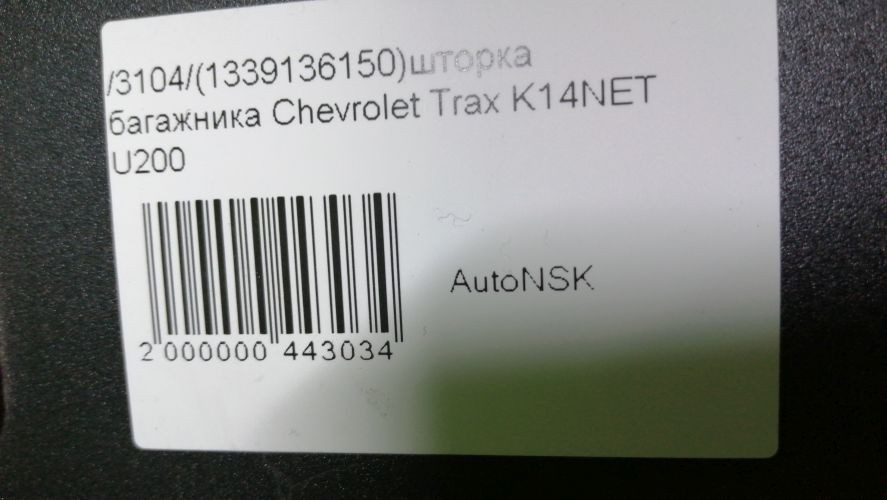 /3104/(1339136150)шторка
багажника Chevrolet Trax K14NET
U200
AutoNSK
2 000000 443034